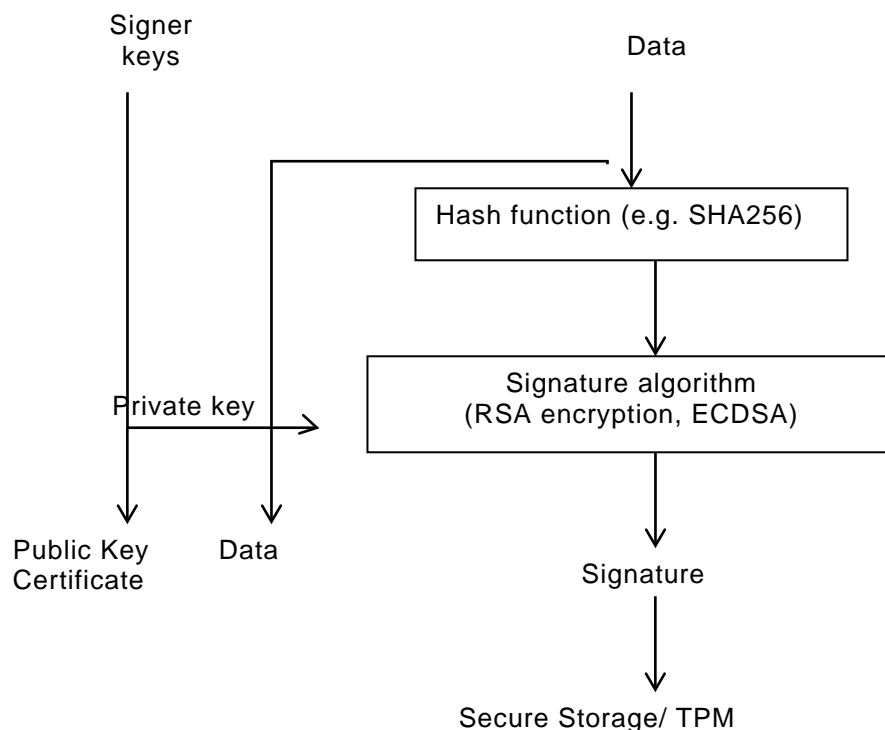 Signer
keys
Data
Hash function (e.g. SHA256)
Signature algorithm
(RSA encryption, ECDSA)
Private key
Public Key
Certificate
Data
Signature
Secure Storage/ TPM